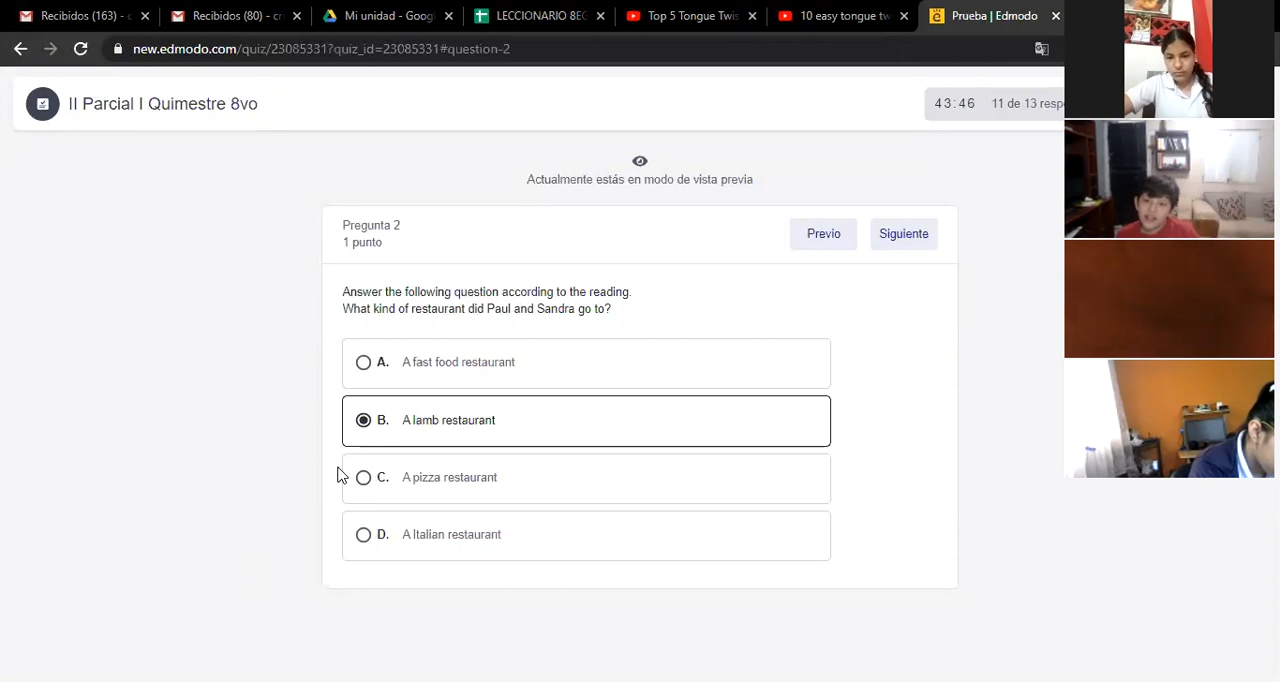 Recibidos (163) - c
Recibidos (80) - cr
Mi unidad - Goog
LECCIONARIO 8EG
Top 5 Tongue Twis
10 easy tongue tw
Prueba | Edmodo
new.edmodo.com/quiz/23085331?quiz_id=23085331#question-2
II Parcial I Quimestre 8vo
43:46 11 de 13 resp
Actualmente estás en modo de vista previa
Pregunta 2
1 punto
Previo
Siguiente
Answer the following question according to the reading.
What kind of restaurant did Paul and Sandra go to?
A. A fast food restaurant
B. A lamb restaurant
C. A pizza restaurant
D. A Italian restaurant